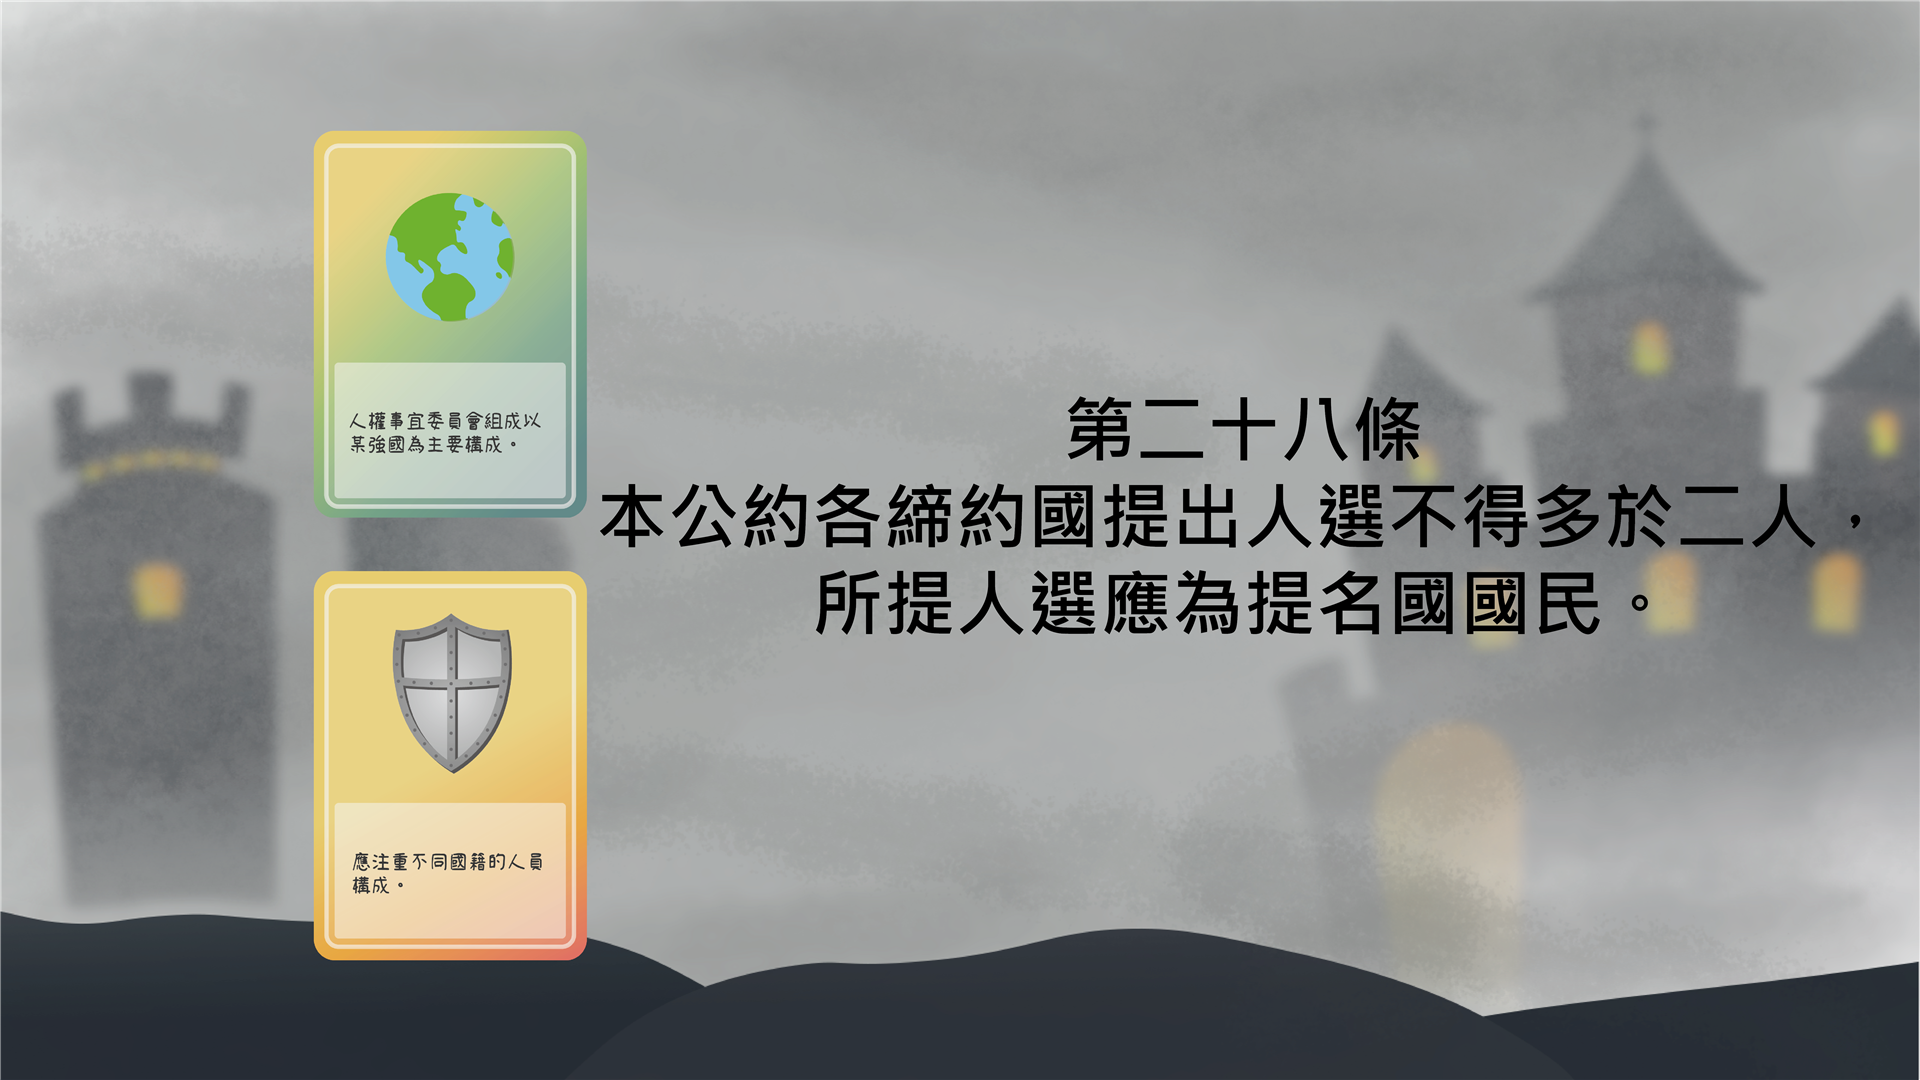 人權事宜委員會組成以
某強國為主要構成。
應注重不同國籍的人員
構成。
第二十八條
本公約各締約國提出人選不得多於二人，
所提人選應為提名國國民。